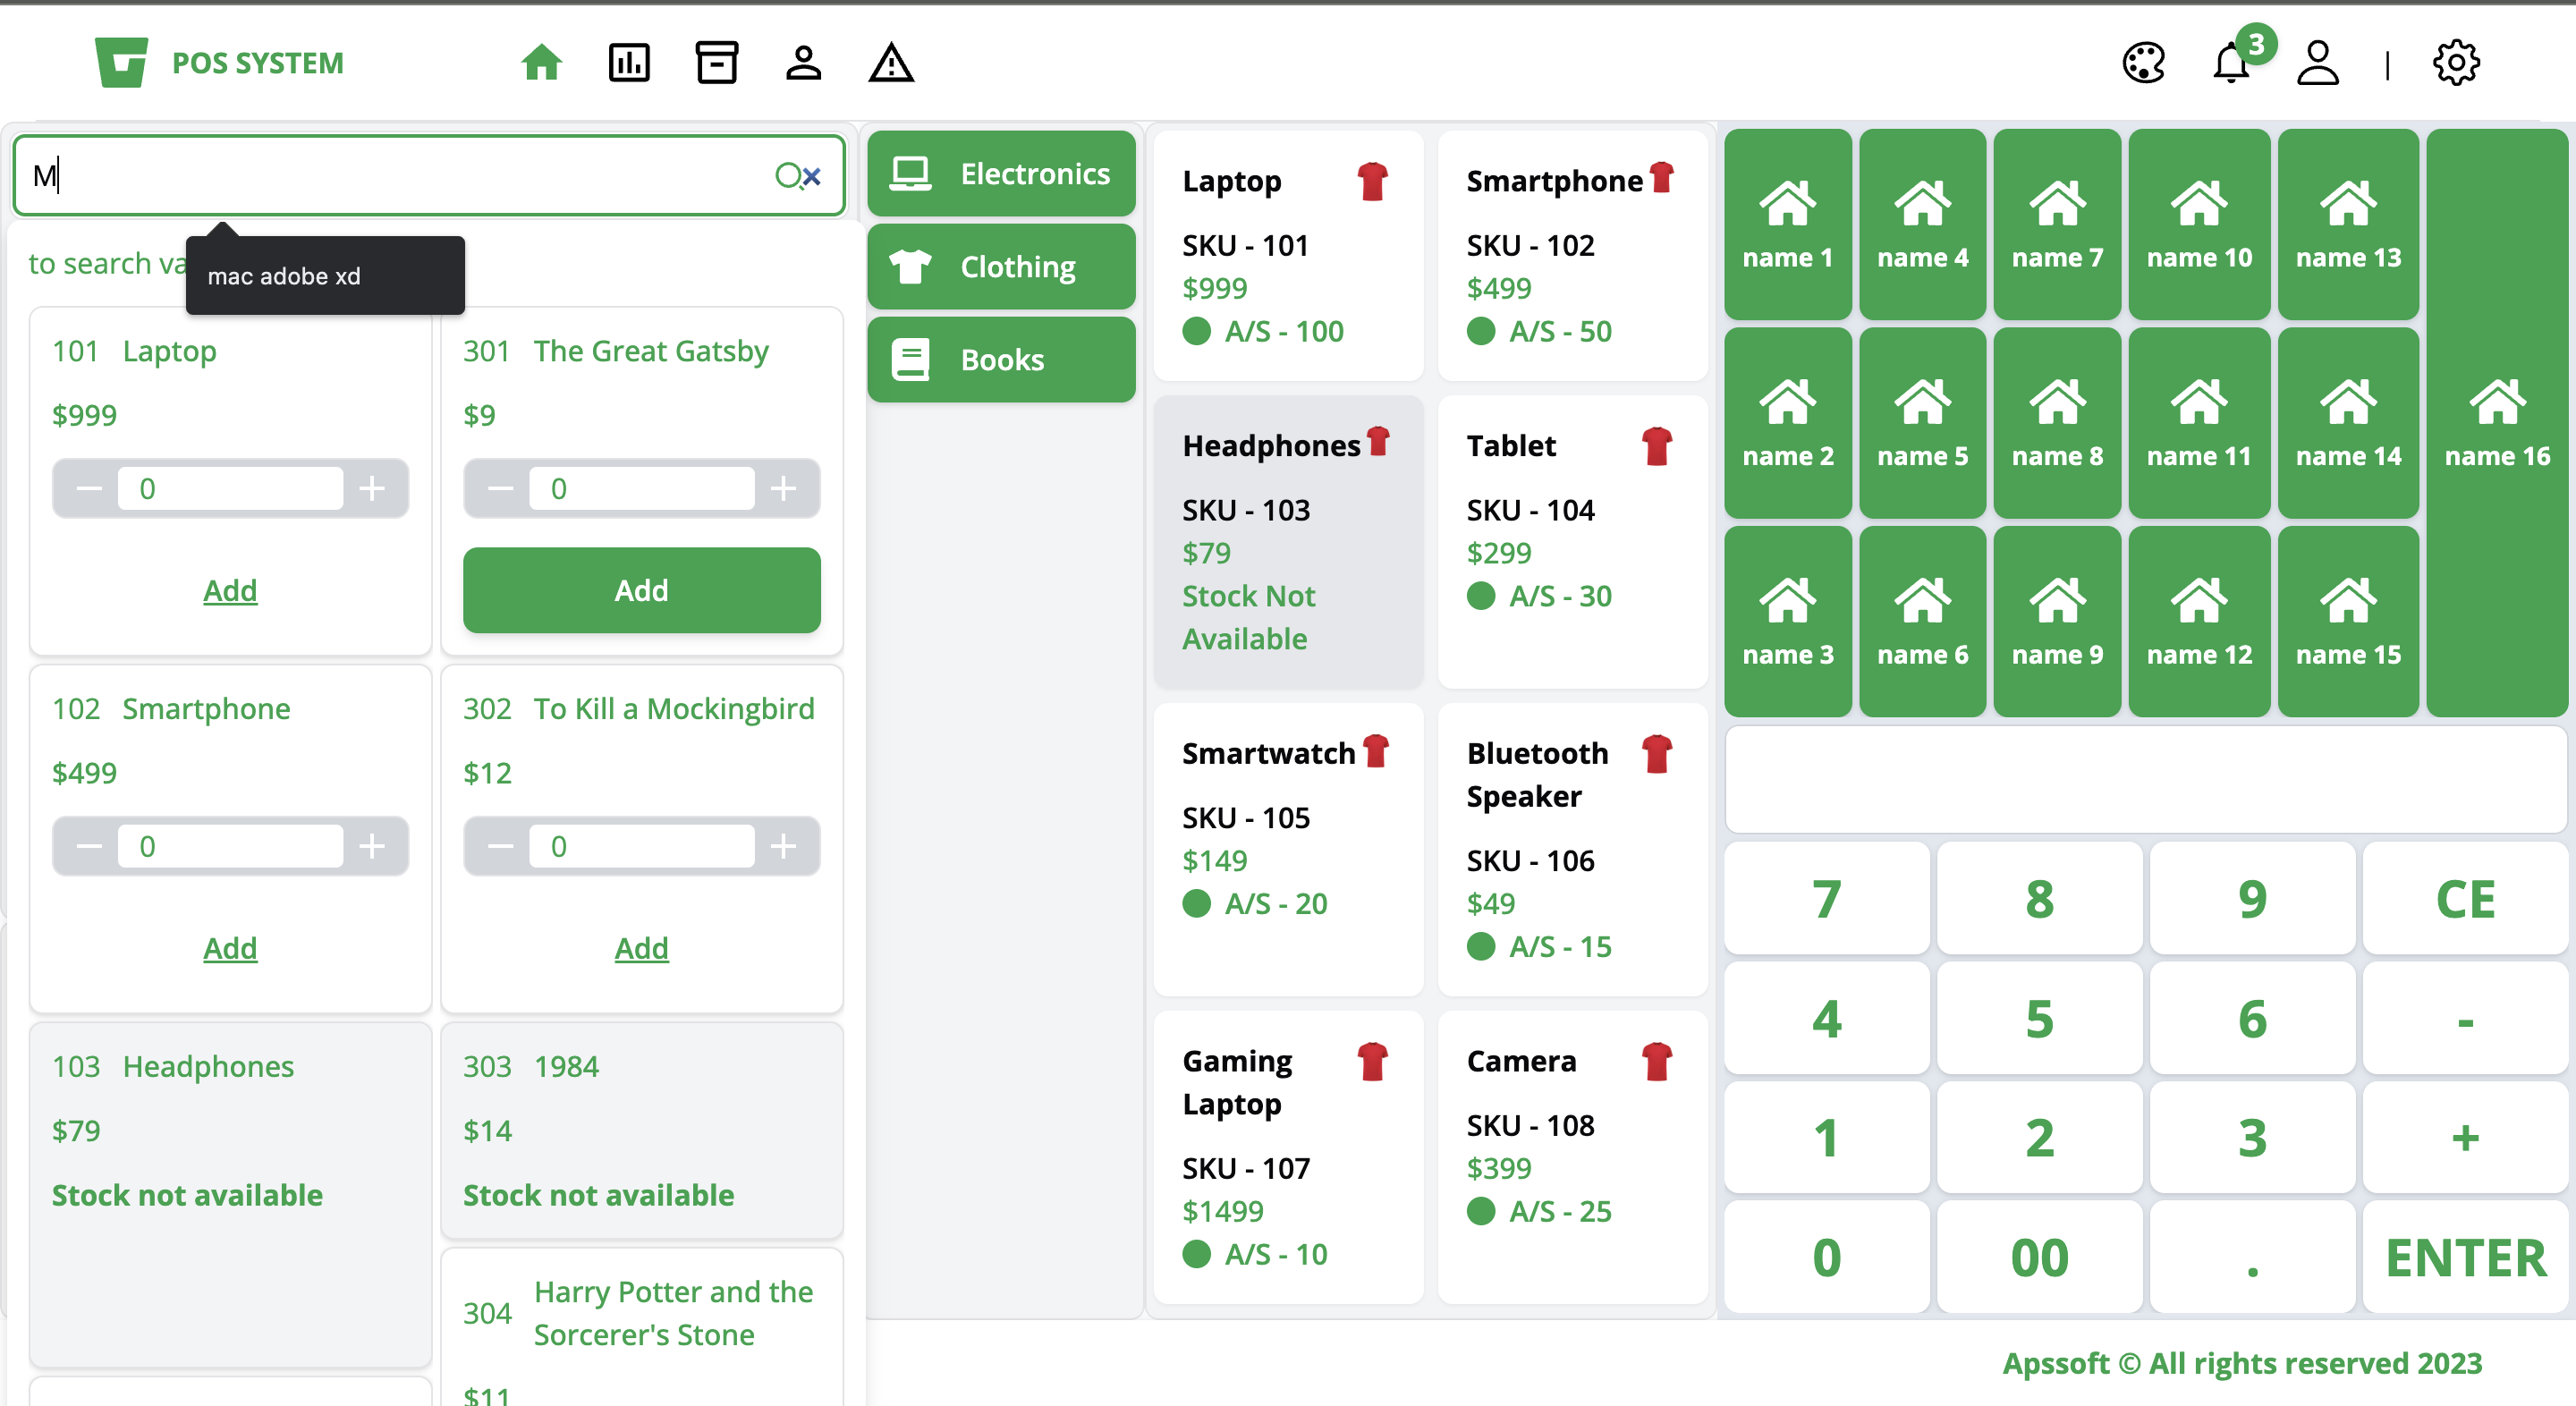 POS SYSTEM
3
M
to search va
mac adobe xd
101 Laptop
$999
0
Add
301 The Great Gatsby
$9
0
Add
102 Smartphone
$499
0
Add
302 To Kill a Mockingbird
$12
0
Add
103 Headphones
$79
Stock not available
303 1984
$14
Stock not available
304 Harry Potter and the
Sorcerer's Stone
$11
Electronics
Clothing
Books
Laptop
SKU - 101
$999
A/S - 100
Smartphone
SKU - 102
$499
A/S - 50
Headphones
SKU - 103
$79
Stock Not
Available
Tablet
SKU - 104
$299
A/S - 30
Smartwatch
SKU - 105
$149
A/S - 20
Bluetooth
Speaker
SKU - 106
$49
A/S - 15
Gaming
Laptop
SKU - 107
$1499
A/S - 10
Camera
SKU - 108
$399
A/S - 25
name 1 name 4 name 7 name 10 name 13
name 2 name 5 name 8 name 11 name 14 name 16
name 3 name 6 name 9 name 12 name 15
7 8 9 CE
4 5 6 -
1 2 3 +
0 00 . ENTER
Apssoft © All rights reserved 2023